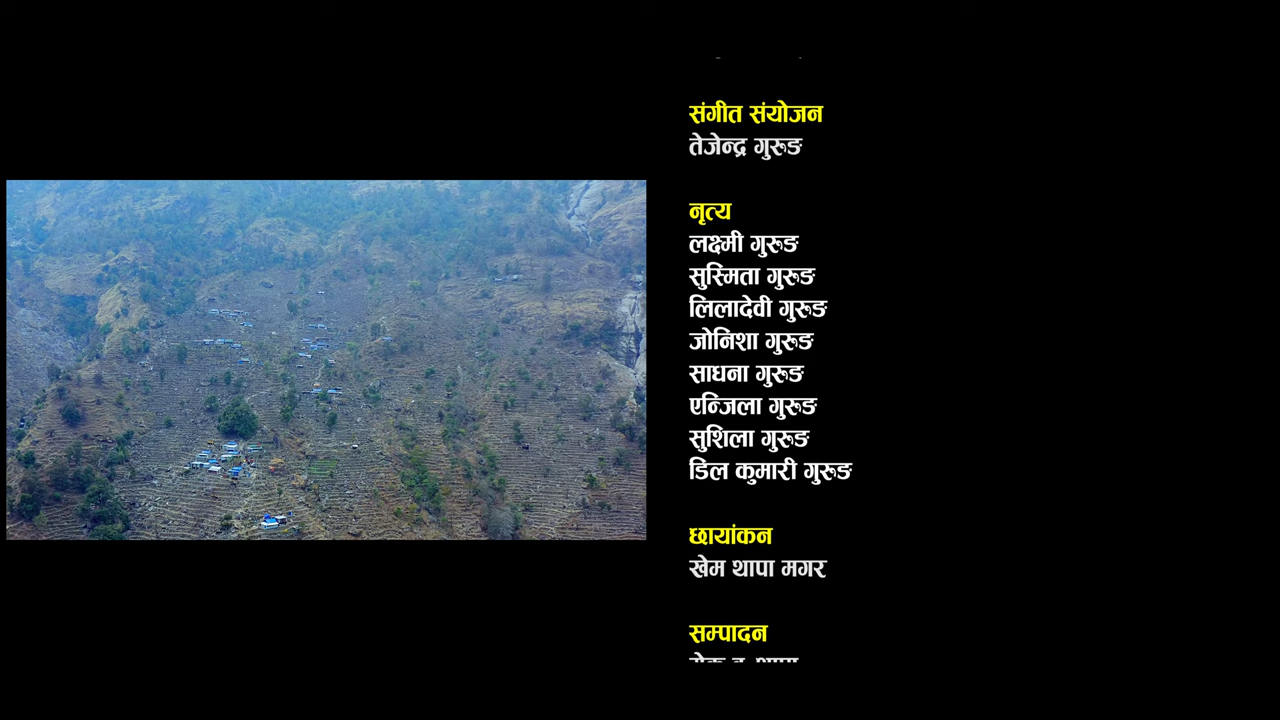 संगीत संयोजन
तेजेन्द्र गुरुङ
नृत्य
लक्ष्मी गुरुङ
सुस्मिता गुरुङ
लिलादेवी गुरुङ
जोनिशा गुरुङ
साधना गुरुङ
एन्जिला गुरुङ
सुशिला गुरुङ
डिल कुमारी गुरुङ
छायांकन
खेम थापा मगर
सम्पादन